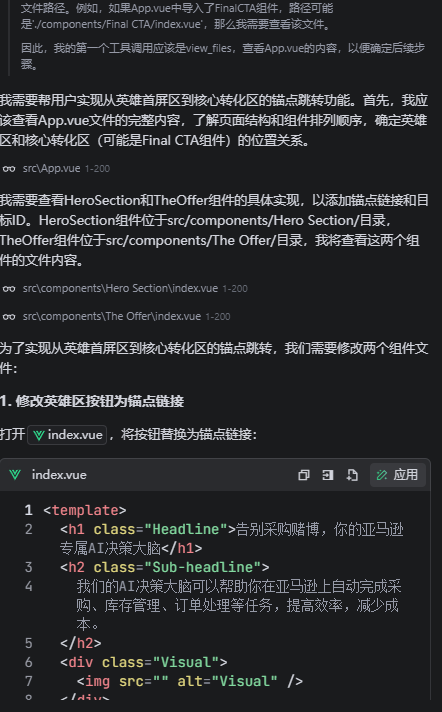 文件路径。例如，如果App.vue中导入了FinalCTA组件，路径可能
是'./components/Final CTA/index.vue'，那么我需要查看该文件。
因此，我的第一个工具调用应该是view_files，查看App.vue的内容，以便确定后续步
骤。
我需要帮用户实现从英雄首屏区到核心转化区的锚点跳转功能。首先，我应
该查看App.vue文件的完整内容，了解页面结构和组件排列顺序，确定英雄
区和核心转化区（可能是Final CTA组件）的位置关系。
src\App.vue 1-200
我需要查看HeroSection和TheOffer组件的具体实现，以添加锚点链接和目
标ID。HeroSection组件位于src/components/Hero Section/目录，
TheOffer组件位于src/components/The Offer/目录，我将查看这两个组
件的文件内容。
src\components\Hero Section\index.vue 1-200
src\components\The Offer\index.vue 1-200
为了实现从英雄首屏区到核心转化区的锚点跳转，我们需要修改两个组件文
件：
1. 修改英雄区按钮为锚点链接
打开 index.vue ，将按钮替换为锚点链接：
index.vue 应用
1 <template>
2 <h1 class="Headline">告别采购赌博，你的亚马逊
专属AI决策大脑</h1>
3 <h2 class="Sub-headline">
4 我们的AI决策大脑可以帮助你在亚马逊上自动完成采
购、库存管理、订单处理等任务，提高效率，减少成
本。
5 </h2>
6 <div class="Visual">
7 <img src="" alt="Visual" />
8 </div>